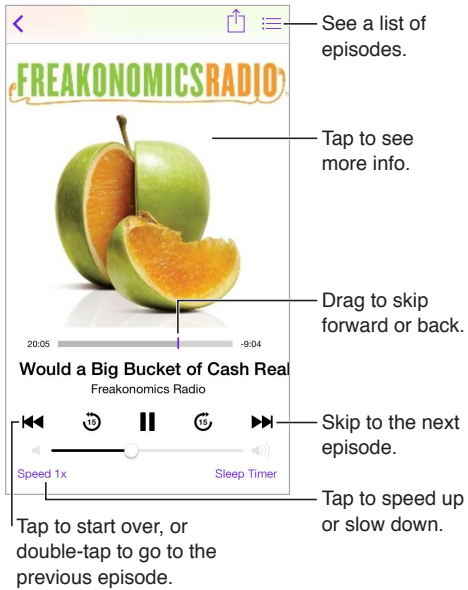 See a list of
episodes.
FREAKONOMICSRADIO
Tap to see
more info.
Drag to skip
forward or back.
20:05
-9:04
Would a Big Bucket of Cash Real
Freakonomics Radio
15
15
Skip to the next
episode.
Speed 1x
Sleep Timer
Tap to speed up
or slow down.
Tap to start over, or
double-tap to go to the
previous episode.